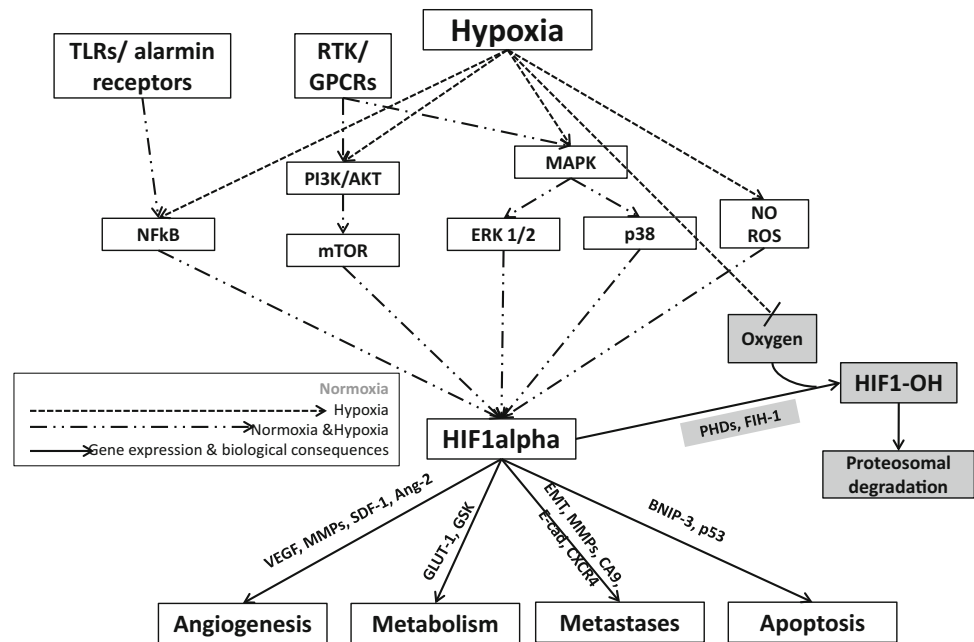 Hypoxia
TLRs/ alarmin
receptors
RTK/
GPCRs
MAPK
PI3K/AKT
NFkB
mTOR
ERK 1/2
p38
NO
ROS
Oxygen
HIF1-OH
PHDs, FIH-1
Proteosomal
degradation
Normoxia
Hypoxia
Normoxia &Hypoxia
Gene expression & biological consequences
HIF1alpha
VEGF, MMPs, SDF-1, Ang-2
GLUT-1, GSK
EMT, MMPs, CA9,
E-cad, CXCR4
BNIP-3, p53
Angiogenesis
Metabolism
Metastases
Apoptosis